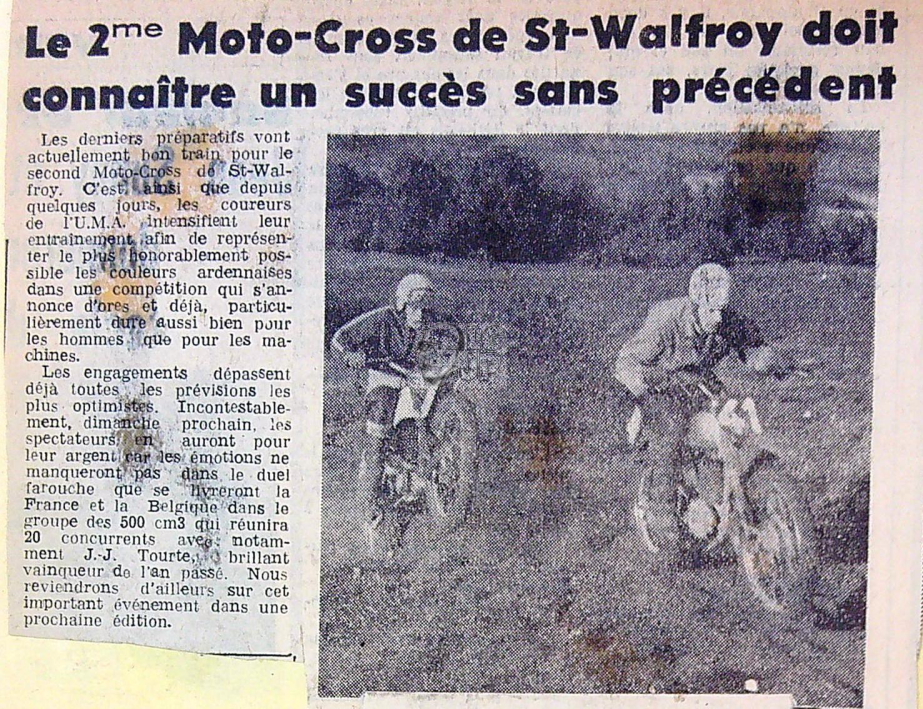 Le 2me Moto-Cross de St-Walfroy doit
connaître un succès sans précédent
Les derniers préparatifs vont
actuellement bon train pour le
second Moto-Cross de St-Wal-
froy. C'est ainsi que depuis
quelques jours, les coureurs
de l'U.M.A. intensifient leur
entraînement afin de représen-
ter le plus honorablement pos-
sible les couleurs ardennaises
dans une compétition qui s'an-
nonce d'ores et déjà, particu-
lièrement dure aussi bien pour
les hommes que pour les ma-
chines.
Les engagements dépassent
déjà toutes les prévisions les
plus optimistes. Incontestable-
ment, dimanche prochain, les
spectateurs en auront pour
leur argent car les émotions ne
manqueront pas dans le duel
farouche que se livreront la
France et la Belgique dans le
groupe des 500 cm3 qui réunira
20 concurrents avec notam-
ment J.-J. Tourte, brillant
vainqueur de l'an passé. Nous
reviendrons d'ailleurs sur cet
important événement dans une
prochaine édition.